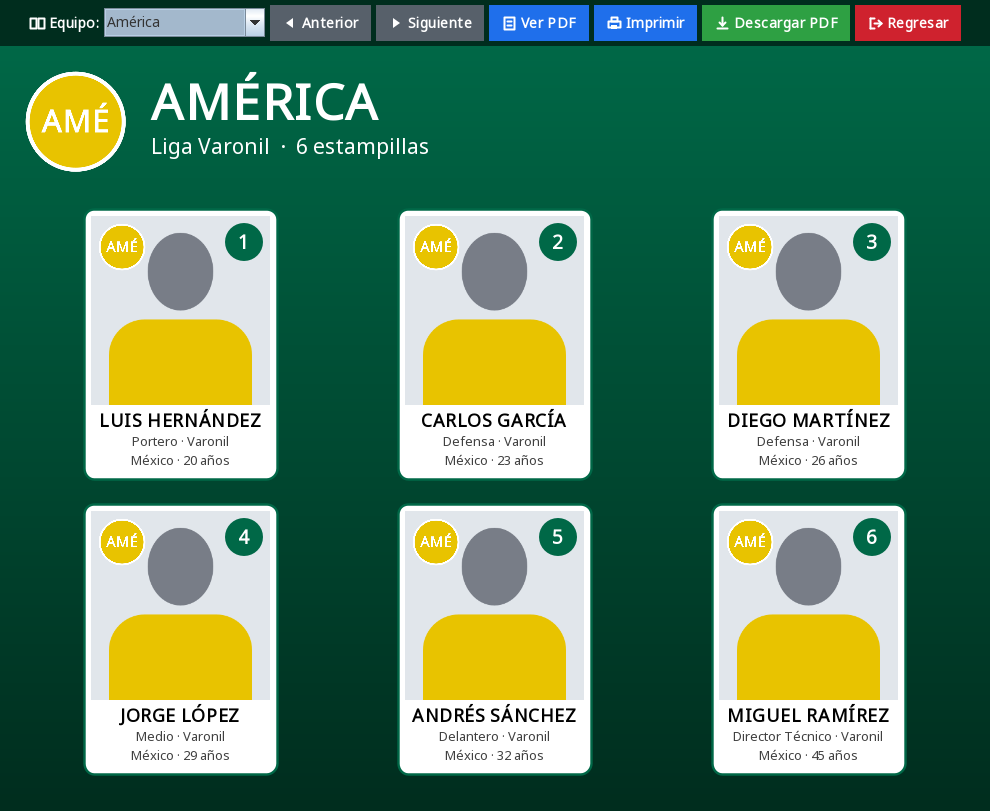 Equipo: América Anterior Siguiente Ver PDF Imprimir Descargar PDF Regresar
AMÉ
AMÉRICA
Liga Varonil · 6 estampillas
AMÉ 1
LUIS HERNÁNDEZ
Portero · Varonil
México · 20 años
AMÉ 2
CARLOS GARCÍA
Defensa · Varonil
México · 23 años
AMÉ 3
DIEGO MARTÍNEZ
Defensa · Varonil
México · 26 años
AMÉ 4
JORGE LÓPEZ
Medio · Varonil
México · 29 años
AMÉ 5
ANDRÉS SÁNCHEZ
Delantero · Varonil
México · 32 años
AMÉ 6
MIGUEL RAMÍREZ
Director Técnico · Varonil
México · 45 años